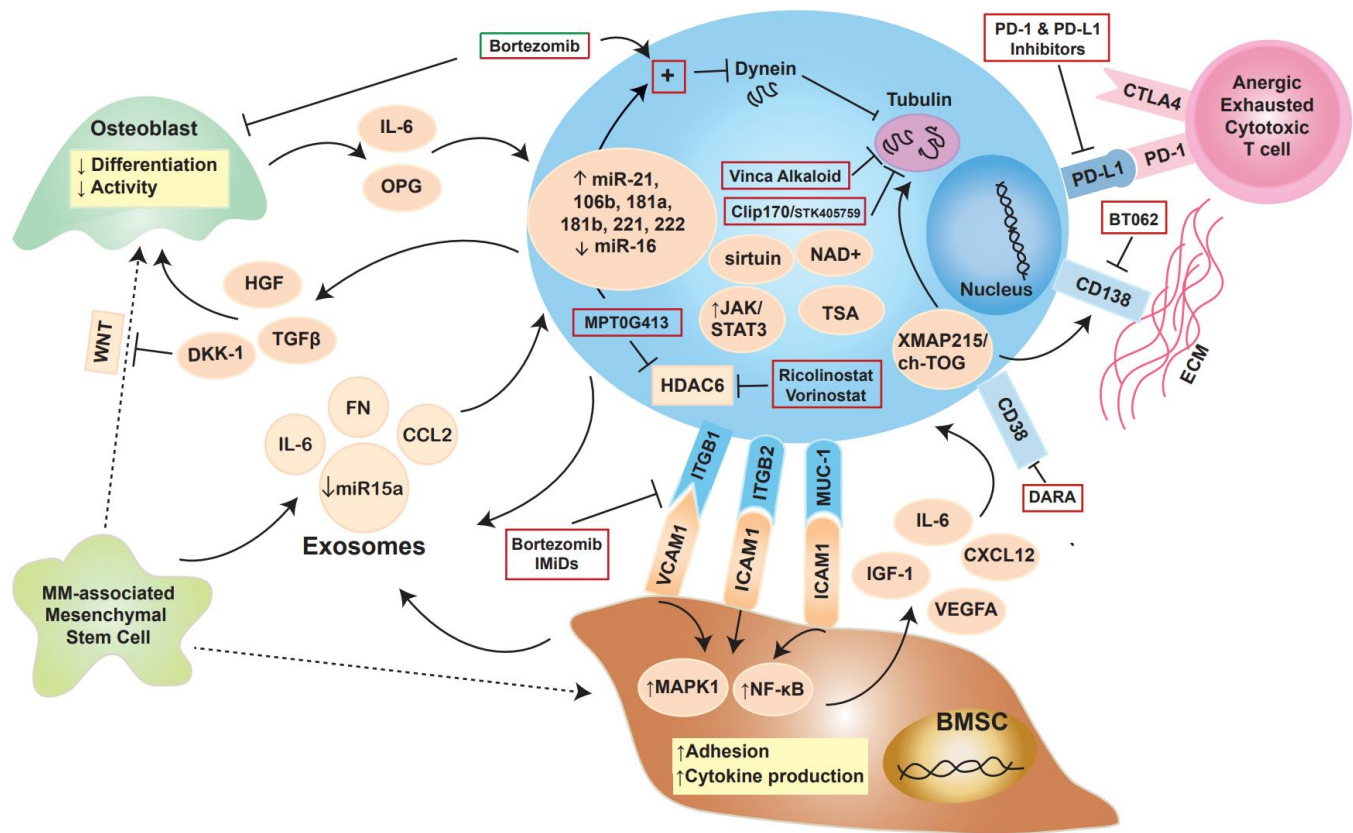 Bortezomib
+
Dynein
Tubulin
PD-1 & PD-L1
Inhibitors
CTLA4
Anergic
Exhausted
Cytotoxic
T cell
PD-L1
PD-1
Osteoblast
↓ Differentiation
↓ Activity
IL-6
OPG
↑ miR-21,
106b, 181a,
181b, 221, 222
↓ miR-16
Vinca Alkaloid
Clip170/STK405759
sirtuin
NAD+
↑JAK/
STAT3
TSA
Nucleus
BT062
CD138
ECM
HGF
TGFβ
DKK-1
WNT
MPT0G413
HDAC6
Ricolinostat
Vorinostat
XMAP215/
ch-TOG
CD38
DARA
FN
IL-6
CCL2
↓miR15a
Exosomes
ITGB1
ITGB2
MUC-1
VCAM1
ICAM1
ICAM1
Bortezomib
IMiDs
IL-6
CXCL12
IGF-1
VEGFA
MM-associated
Mesenchymal
Stem Cell
↑MAPK1
↑NF-κB
BMSC
↑Adhesion
↑Cytokine production